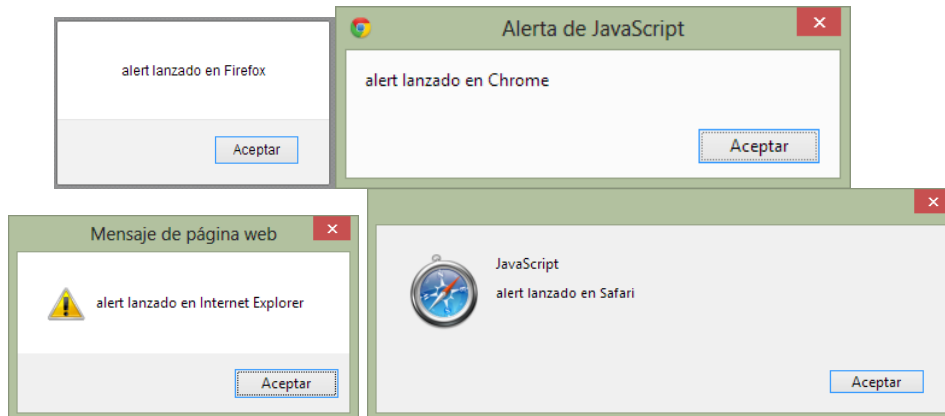 alert lanzado en Firefox
Aceptar
Alerta de JavaScript
alert lanzado en Chrome
Aceptar
Mensaje de página web
alert lanzado en Internet Explorer
Aceptar
JavaScript
alert lanzado en Safari
Aceptar